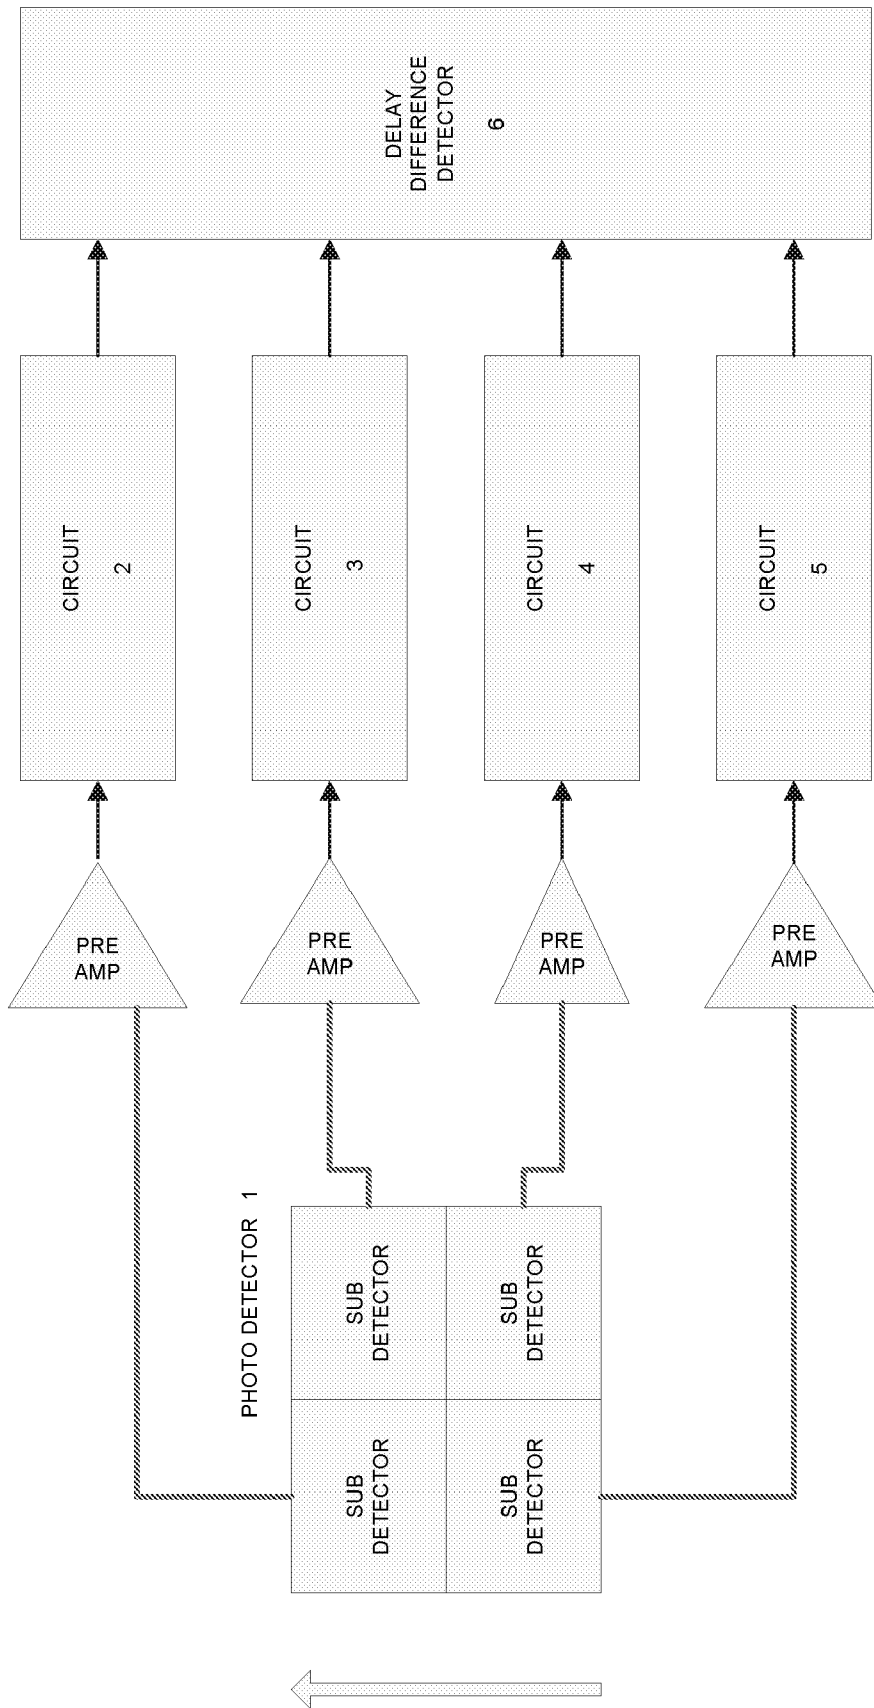 DELAY
DIFFERENCE
DETECTOR
6
CIRCUIT
2
CIRCUIT
3
CIRCUIT
4
CIRCUIT
5
PRE
AMP
PRE
AMP
PRE
AMP
PRE
AMP
PHOTO DETECTOR 1
SUB
DETECTOR
SUB
DETECTOR
SUB
DETECTOR
SUB
DETECTOR